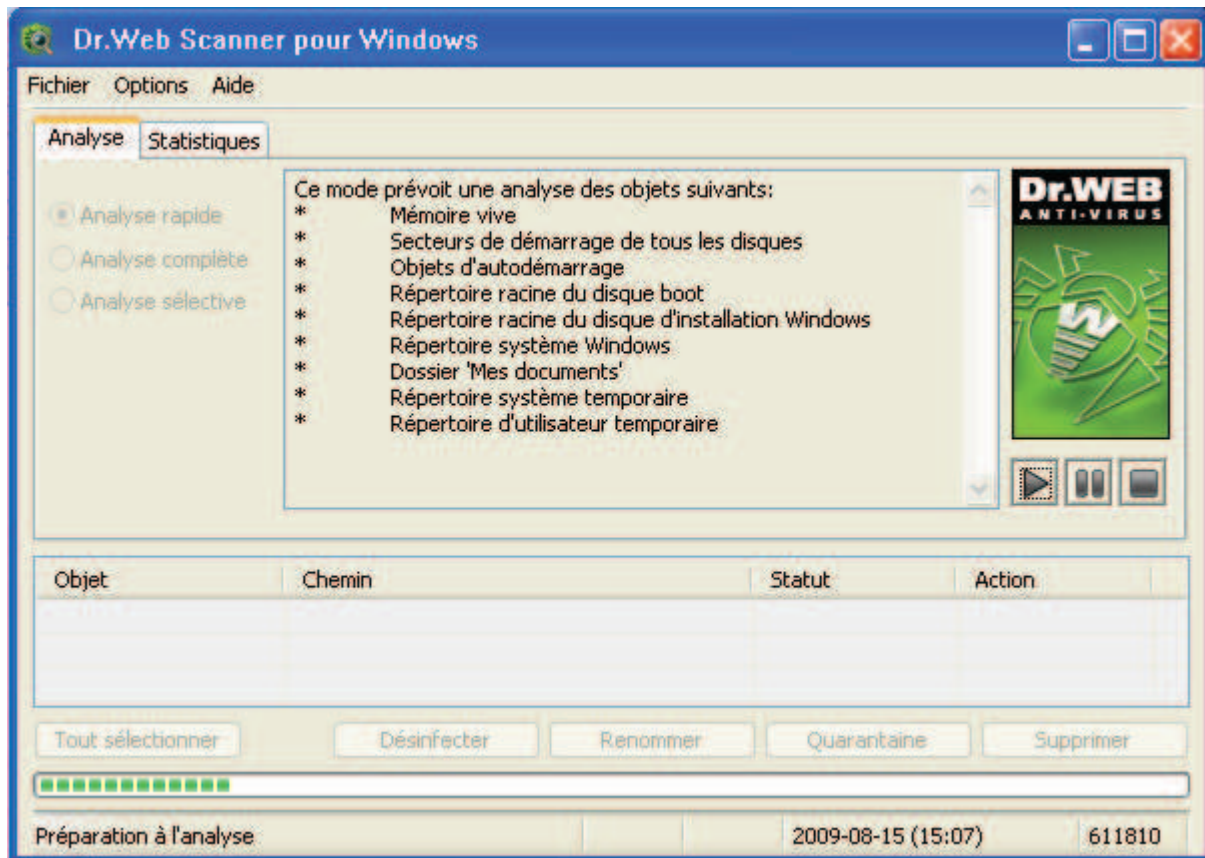 Dr.Web Scanner pour Windows
Fichier Options Aide
Analyse Statistiques
Analyse rapide
Analyse complète
Analyse sélective
Ce mode prévoit une analyse des objets suivants:
* Mémoire vive
* Secteurs de démarrage de tous les disques
* Objets d'autodémarrage
* Répertoire racine du disque boot
* Répertoire racine du disque d'installation Windows
* Répertoire système Windows
* Dossier 'Mes documents'
* Répertoire système temporaire
* Répertoire d'utilisateur temporaire
Dr.WEB
ANTI-VIRUS
W
Objet Chemin Statut Action
Tout sélectionner Désinfecter Renommer Quarantaine Supprimer
Préparation à l'analyse 2009-08-15 (15:07) 611810